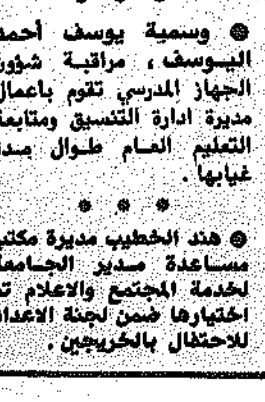 ● وسمية يوسف أحمد
اليوسف، مراقبة شؤون
الجهاز المدرسي تقوم باعمال
مديرة ادارة التنسيق ومتابعة
التعليم العام طوال مدة
غيابها.
● ● ●
● هند الخطيب مديرة مكتب
مساعدة مدير الجامعة
لخدمة المجتمع والاعلام تم
اختيارها ضمن لجنة الاعداد
للاحتفال بالخريجين.